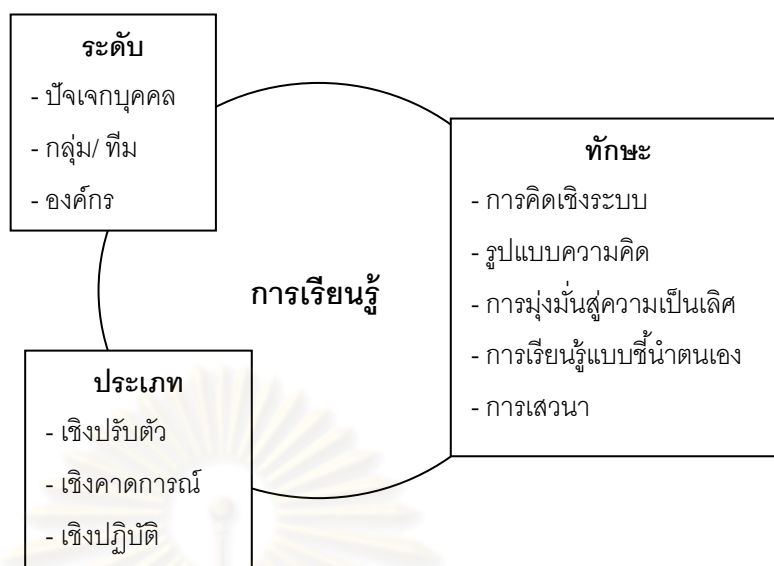 ระดับ
- ปัจเจกบุคคล
- กลุ่ม/ ทีม
- องค์กร
ทักษะ
- การคิดเชิงระบบ
- รูปแบบความคิด
- การมุ่งมั่นสู่ความเป็นเลิศ
- การเรียนรู้แบบชี้นำตนเอง
- การเสวนา
การเรียนรู้
ประเภท
- เชิงปรับตัว
- เชิงคาดการณ์
- เชิงปฏิบัติ